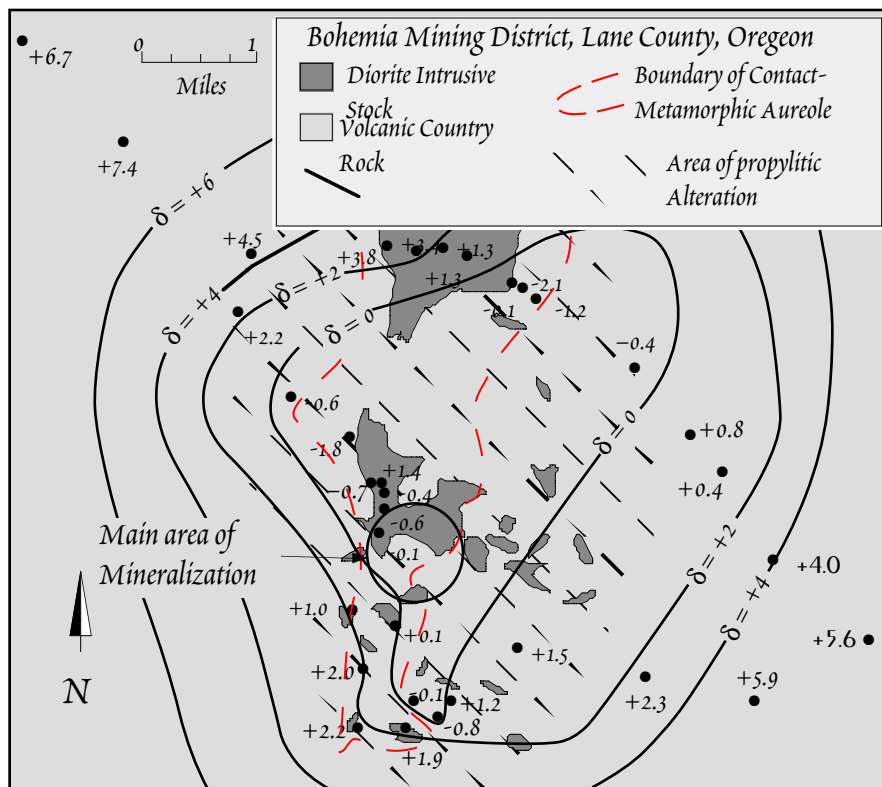 Bohemia Mining District, Lane County, Oregeon
Diorite Intrusive
Stock
Volcanic Country
Rock
Boundary of Contact-
Metamorphic Aureole
Area of propylitic
Alteration
0 1
Miles
+6.7
+7.4
δ = +6
+4.5
δ = +4
+3.8
+3.4
+1.3
δ = +2
+1.3
-2.1
-0.1
-1.2
+2.2
δ = 0
-0.4
-0.6
δ = 0
+0.8
-1.8
+1.4
+0.4
-0.7
-0.4
-0.6
Main area of
Mineralization
-0.1
δ = +2
+4.0
δ = +4
+1.0
+0.1
+5.6
+1.5
+2.0
N
-0.1
+1.2
+2.3
+5.9
-0.8
+2.2
+1.9